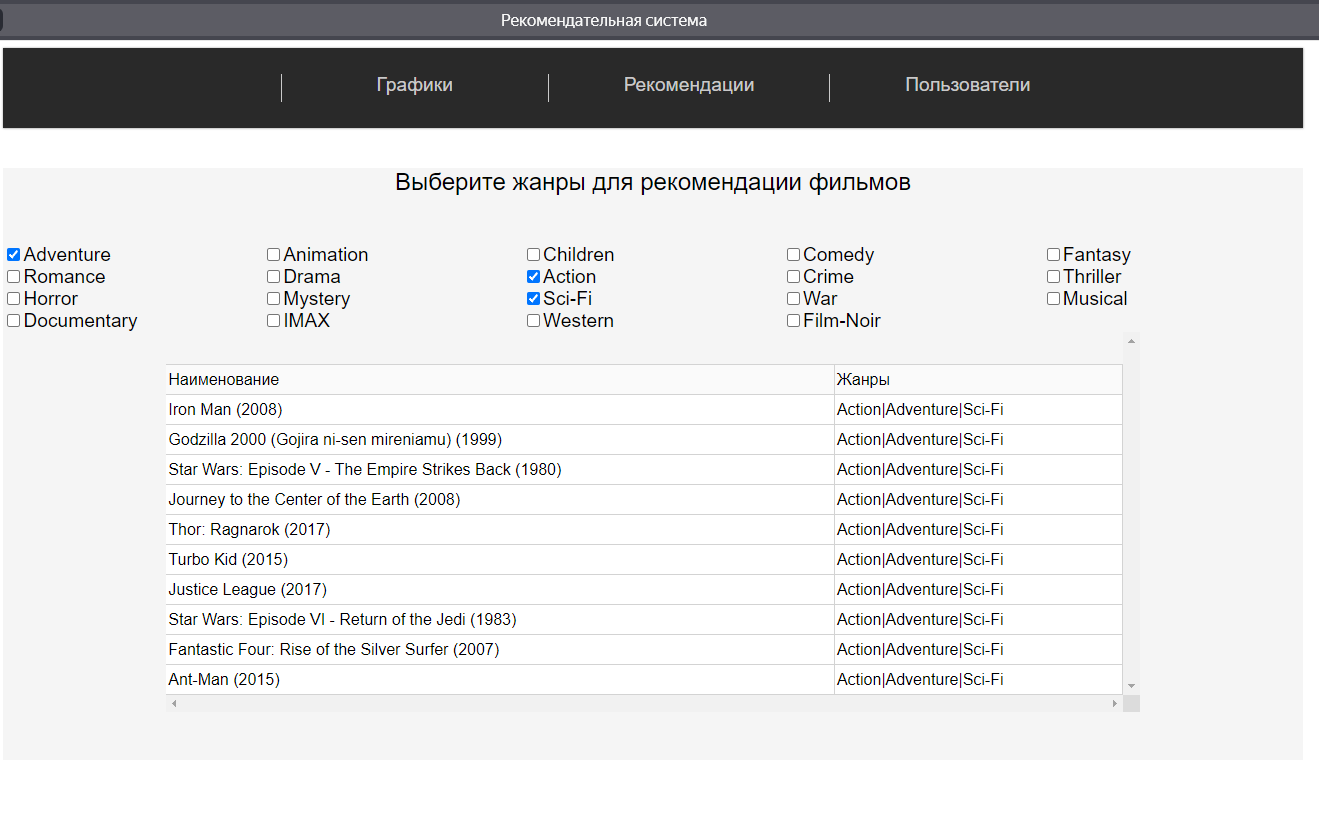 Рекомендательная система
Графики Рекомендации Пользователи
Выберите жанры для рекомендации фильмов
Adventure Animation Children Comedy Fantasy
Romance Drama Action Crime Thriller
Horror Mystery Sci-Fi War Musical
Documentary IMAX Western Film-Noir
Наименование Жанры
Iron Man (2008) Action|Adventure|Sci-Fi
Godzilla 2000 (Gojira ni-sen mireniamu) (1999) Action|Adventure|Sci-Fi
Star Wars: Episode V - The Empire Strikes Back (1980) Action|Adventure|Sci-Fi
Journey to the Center of the Earth (2008) Action|Adventure|Sci-Fi
Thor: Ragnarok (2017) Action|Adventure|Sci-Fi
Turbo Kid (2015) Action|Adventure|Sci-Fi
Justice League (2017) Action|Adventure|Sci-Fi
Star Wars: Episode VI - Return of the Jedi (1983) Action|Adventure|Sci-Fi
Fantastic Four: Rise of the Silver Surfer (2007) Action|Adventure|Sci-Fi
Ant-Man (2015) Action|Adventure|Sci-Fi